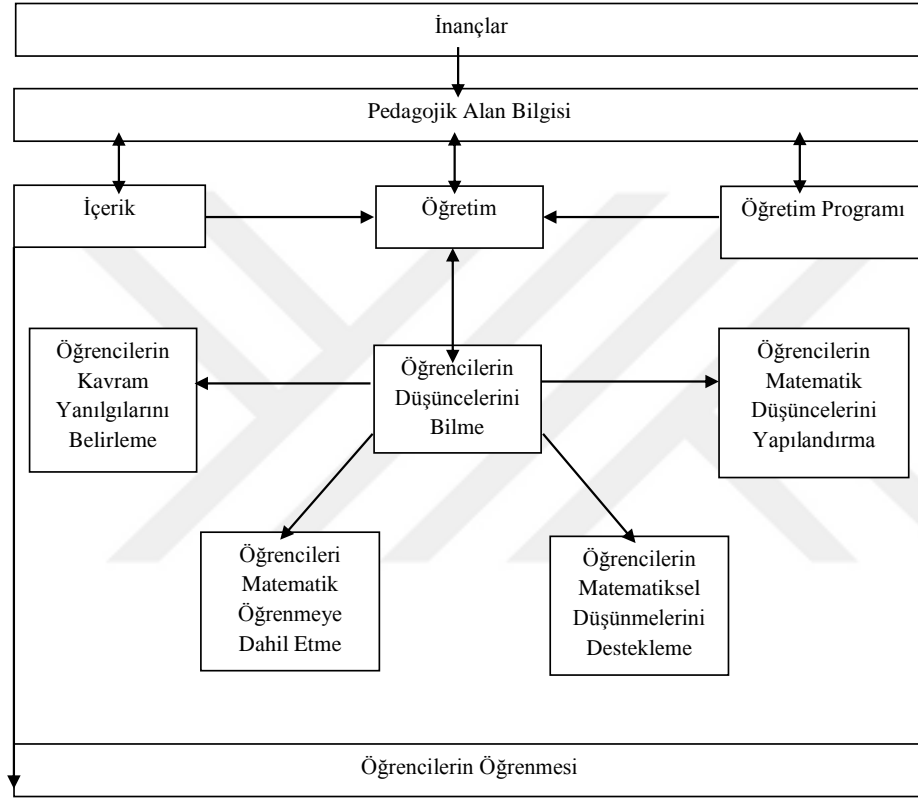 İnançlar
Pedagojik Alan Bilgisi
İçerik
Öğretim
Öğretim Programı
Öğrencilerin
Kavram
Yanılgılarını
Belirleme
Öğrencilerin
Düşüncelerini
Bilme
Öğrencilerin
Matematik
Düşüncelerini
Yapılandırma
Öğrencileri
Matematik
Öğrenmeye
Dahil Etme
Öğrencilerin
Matematiksel
Düşünmelerini
Destekleme
Öğrencilerin Öğrenmesi